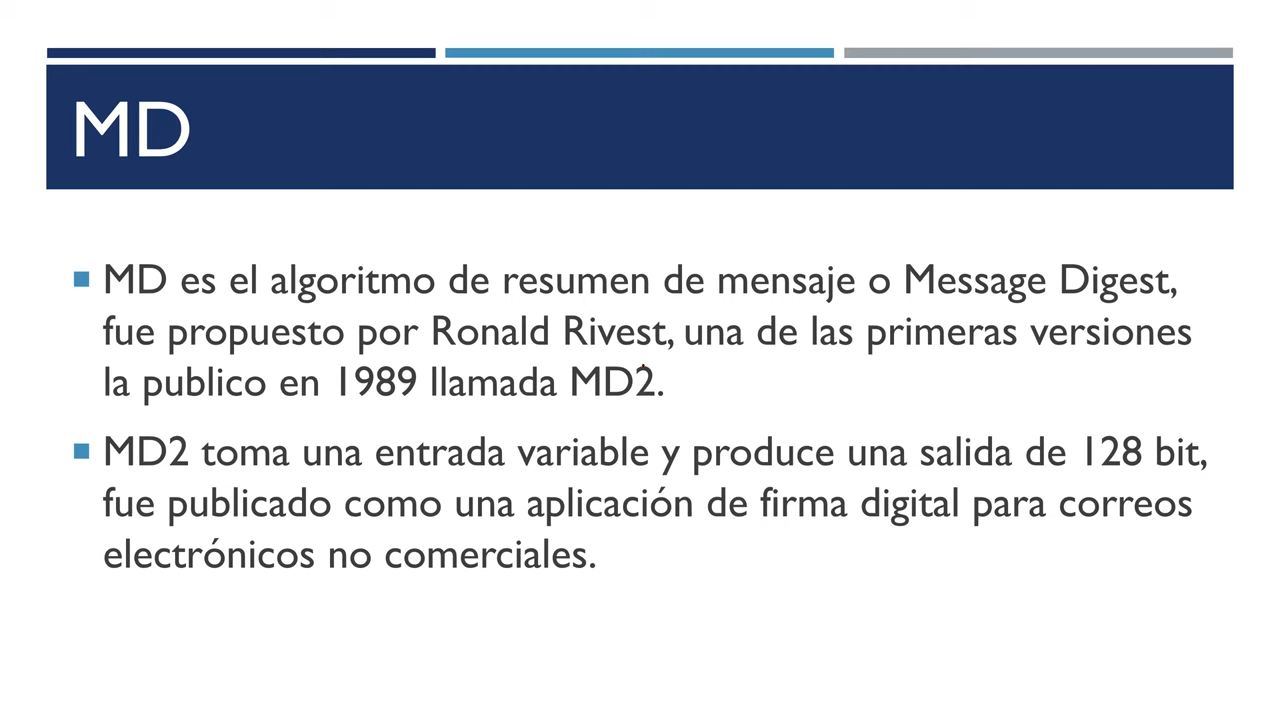 MD
MD es el algoritmo de resumen de mensaje o Message Digest,
fue propuesto por Ronald Rivest, una de las primeras versiones
la publico en 1989 llamada MD2.
MD2 toma una entrada variable y produce una salida de 128 bit,
fue publicado como una aplicación de firma digital para correos
electrónicos no comerciales.